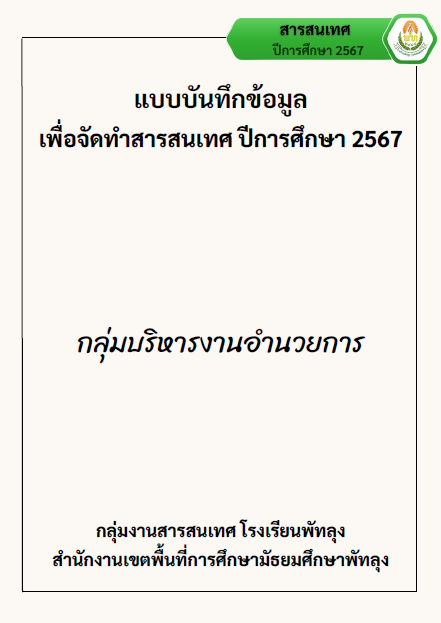 สารสนเทศ
ปีการศึกษา 2567
แบบบันทึกข้อมูล
เพื่อจัดทำสารสนเทศ ปีการศึกษา 2567
กลุ่มบริหารงานอำนวยการ
กลุ่มงานสารสนเทศ โรงเรียนพัทลุง
สำนักงานเขตพื้นที่การศึกษามัธยมศึกษาพัทลุง